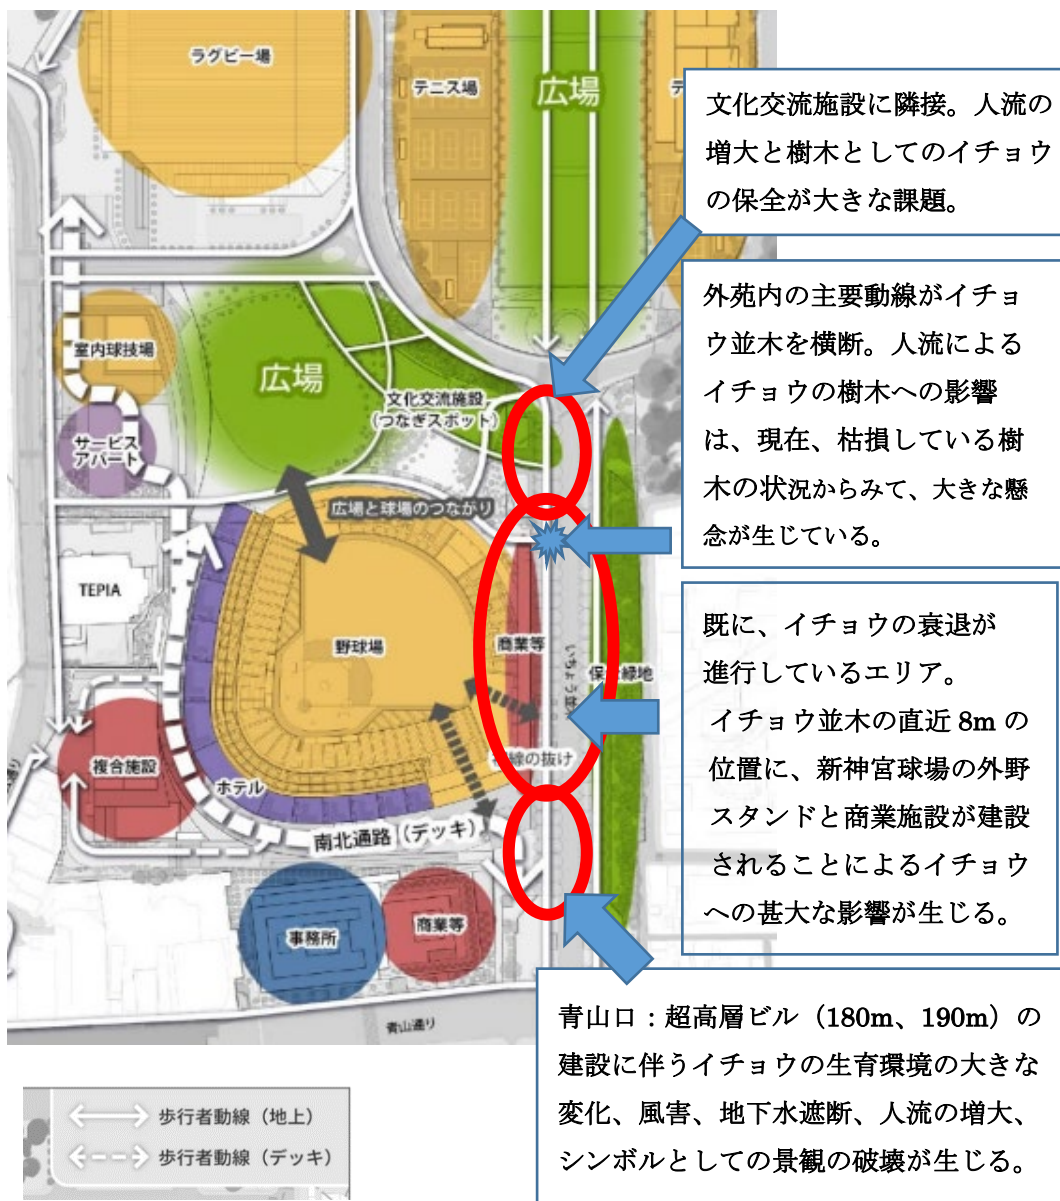 ラグビー場
テニス場
広場
テ
文化交流施設に隣接。人流の
増大と樹木としてのイチョウ
の保全が大きな課題。
外苑内の主要動線がイチョ
ウ並木を横断。人流による
イチョウの樹木への影響
は、現在、枯損している樹
木の状況からみて、大きな懸
念が生じている。
室内球技場
広場
文化交流施設
(つなぎスポット)
サービス
アパート
広場と球場のつながり
TEPIA
野球場
商業等
いちょう並
保全緑地
既に、イチョウの衰退が
進行しているエリア。
イチョウ並木の直近 8m の
位置に、新神宮球場の外野
スタンドと商業施設が建設
されることによるイチョウ
への甚大な影響が生じる。
線の抜け
複合施設
ホテル
南北通路(デッキ)
事務所
商業等
青山通り
青山口:超高層ビル(180m、190m)の
建設に伴うイチョウの生育環境の大きな
変化、風害、地下水遮断、人流の増大、
シンボルとしての景観の破壊が生じる。
歩行者動線(地上)
歩行者動線(デッキ)